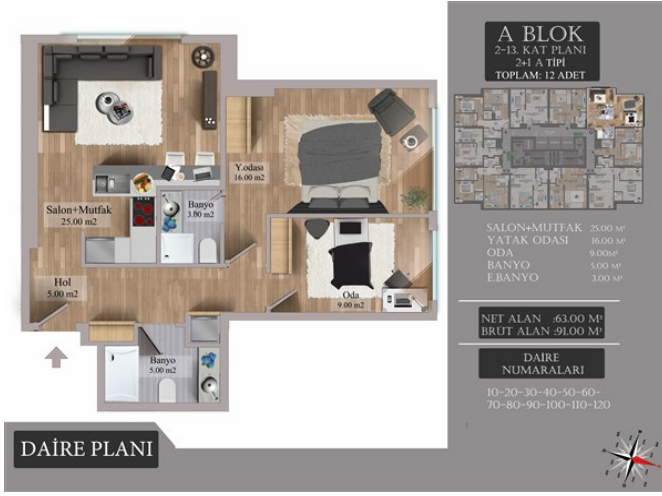 A BLOK
2-13. KAT PLANI
2+1 A TİPİ
TOPLAM: 12 ADET
Y.odası
16.00 m2
Banyo
3.00 m2
Salon+Mutfak
25.00 m2
Hol
5.00 m2
Oda
9.00 m2
Banyo
5.00 m2
SALON+MUTFAK 25.00 M²
YATAK ODASI 16.00 M²
ODA 9.00M²
BANYO 5.00 M²
E.BANYO 3.00 M²
NET ALAN :63.00 M²
BRÜT ALAN :91.00 M²
DAİRE
NUMARALARI
10-20-30-40-50-60-
70-80-90-100-110-120
DAİRE PLANI